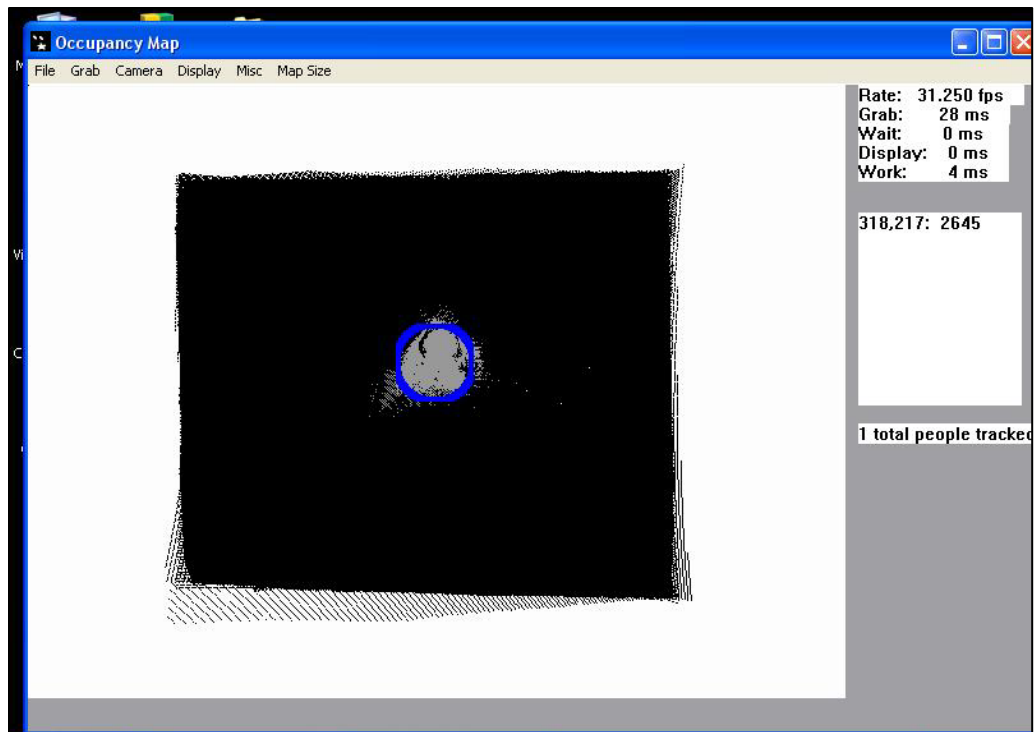 Occupancy Map
File Grab Camera Display Misc Map Size
Rate: 31.250 fps
Grab: 28 ms
Wait: 0 ms
Display: 0 ms
Work: 4 ms
318,217: 2645
1 total people tracked